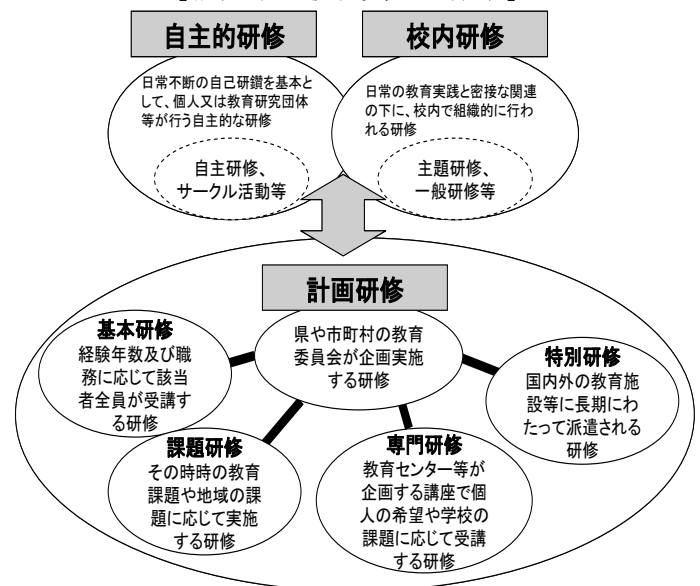 自主的研修
校内研修
日常不断の自己研鑽を基本
として、個人又は教育研究団体
等が行う自主的な研修
日常の教育実践と密接な関連
の下に、校内で組織的に行わ
れる研修
自主研修、
サークル活動等
主題研修、
一般研修等
計画研修
県や市町村の教育
委員会が企画実施
する研修
基本研修
経験年数及び職
務に応じて該当
者全員が受講す
る研修
特別研修
国内外の教育施
設等に長期にわ
たって派遣される
研修
課題研修
その時時の教育
課題や地域の課
題に応じて実施
する研修
専門研修
教育センター等が
企画する講座で個
人の希望や学校の
課題に応じて受講
する研修